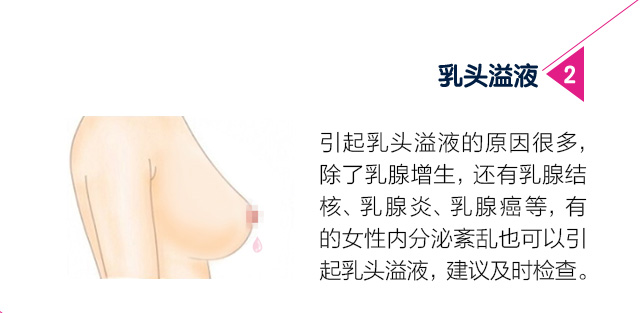 乳头溢液
2
引起乳头溢液的原因很多，
除了乳腺增生，还有乳腺结
核、乳腺炎、乳腺癌等，有
的女性内分泌紊乱也可以引
起乳头溢液，建议及时检查。